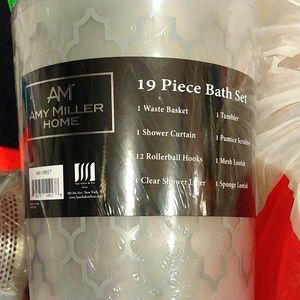 AM
AMY MILLER
HOME
19 Piece Bath Set
1 Waste Basket
1 Tumbler
1 Shower Curtain
1 Pumice Scrubber
12 Rollerball Hooks
1 Mesh Loofah
1 Clear Shower Liner
1 Sponge Loofah